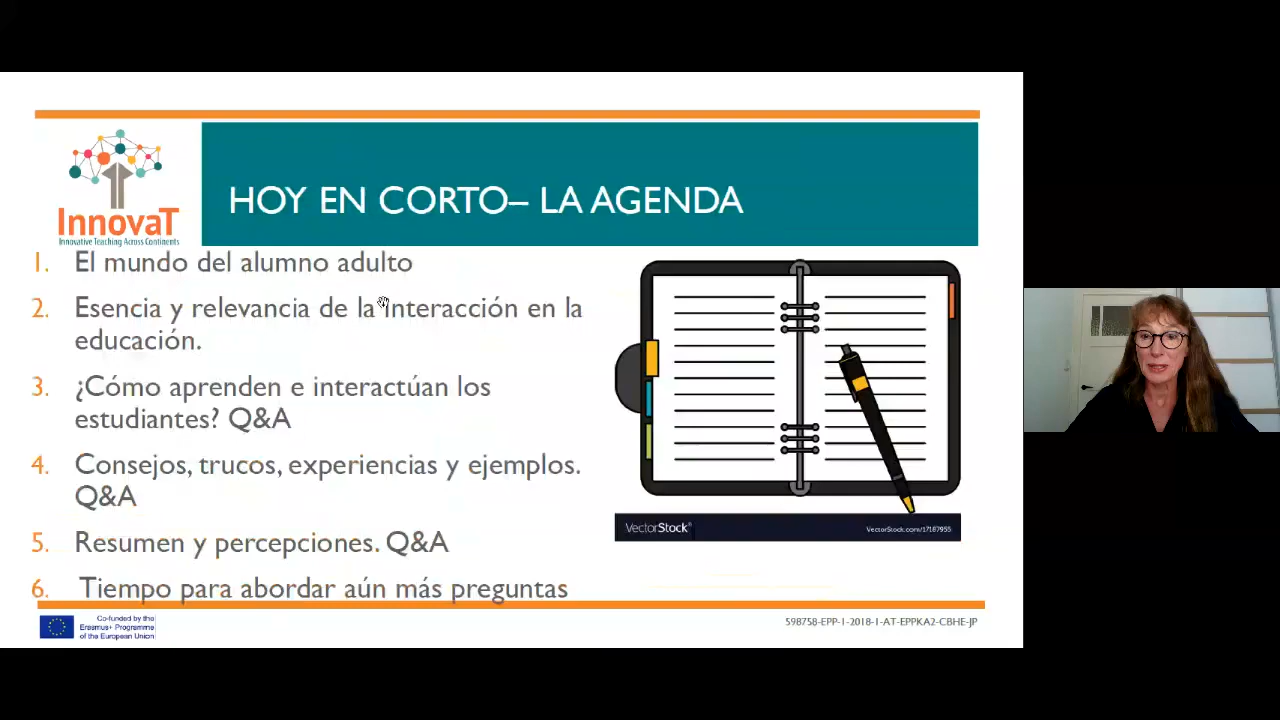 InnovaT
Innovative Teaching Across Continents
HOY EN CORTO– LA AGENDA
1. El mundo del alumno adulto
2. Esencia y relevancia de la interacción en la
educación.
3. ¿Cómo aprenden e interactúan los
estudiantes? Q&A
4. Consejos, trucos, experiencias y ejemplos.
Q&A
5. Resumen y percepciones. Q&A
6. Tiempo para abordar aún más preguntas
VectorStock®
VectorStock.com/17187955
Co-funded by the
Erasmus+ Programme
of the European Union
598758-EPP-1-2018-1-AT-EPPKA2-CBHE-JP